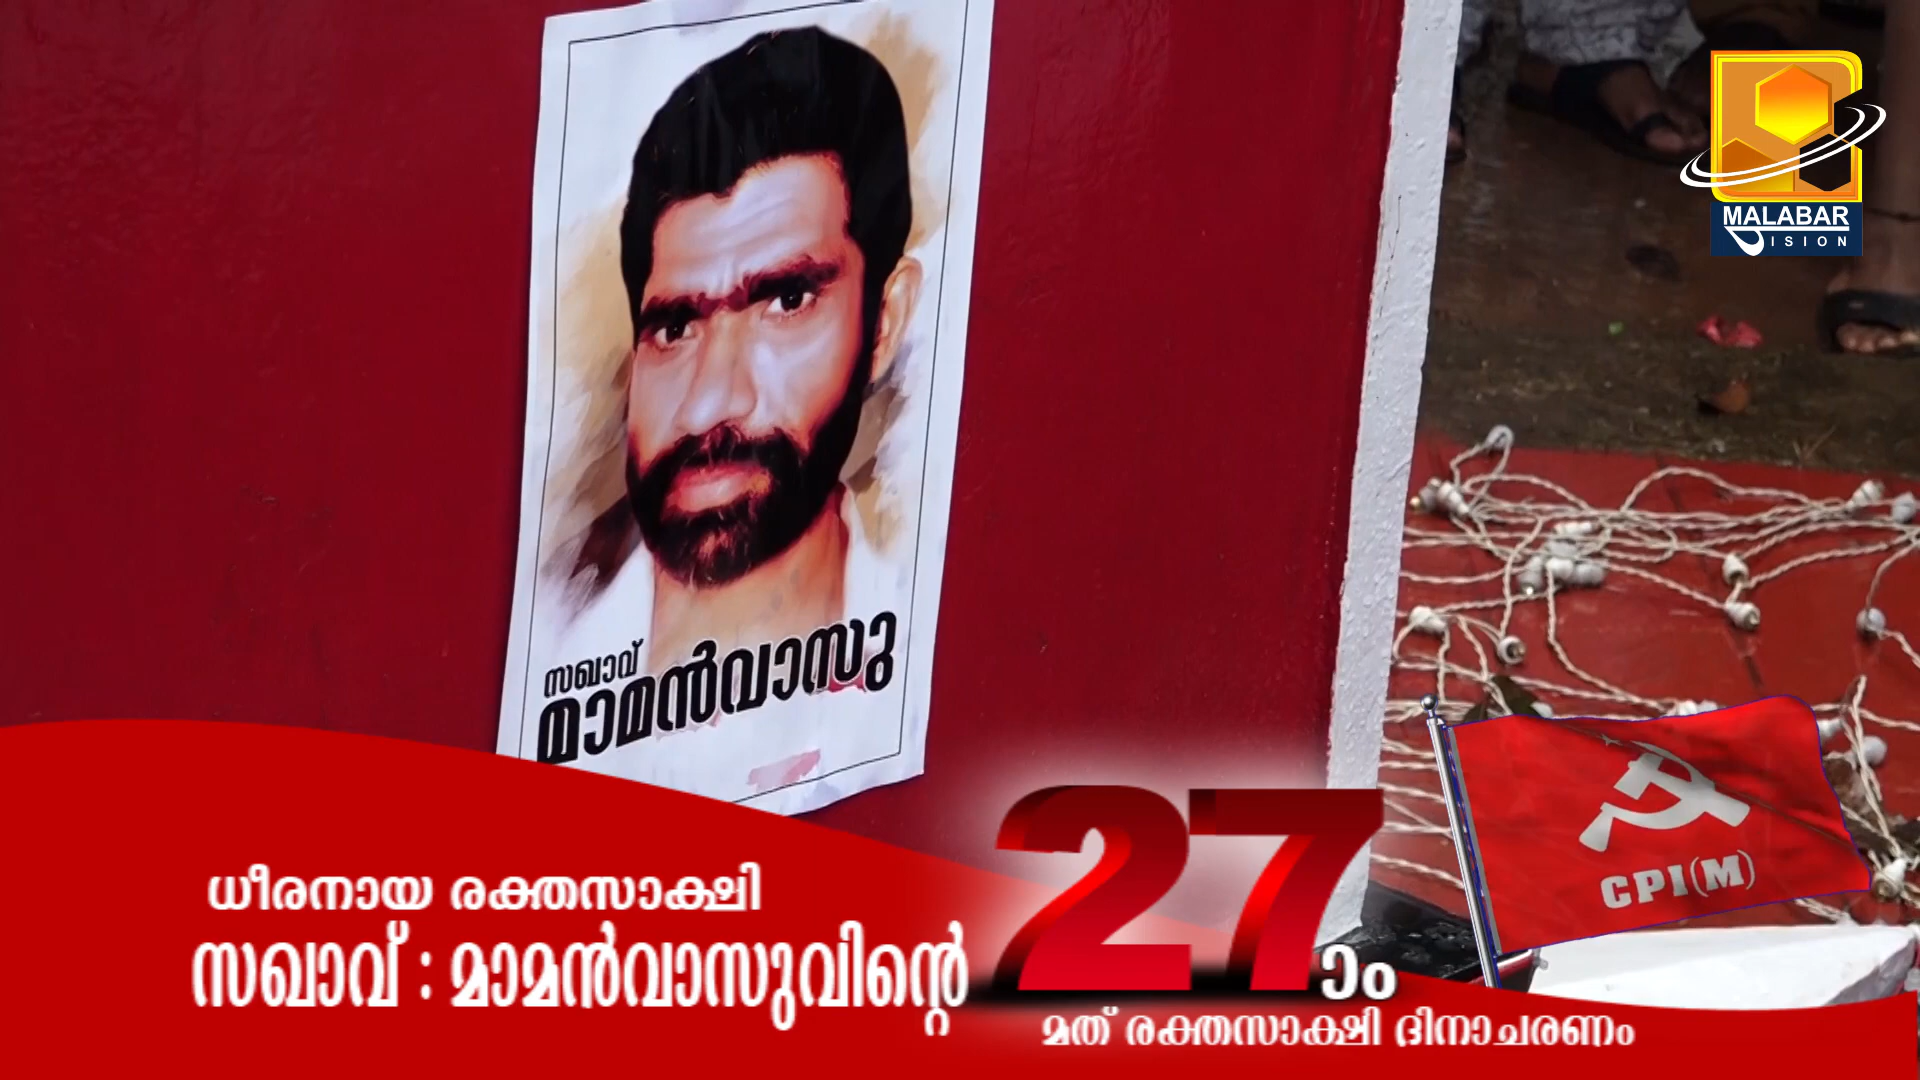 MALABAR
VISION
സഖാവ്
മാമൻവാസു
CPI(M)
ധീരനായ രക്തസാക്ഷി
സഖാവ് : മാമൻവാസുവിന്റെ
27ാം
മത് രക്തസാക്ഷി ദിനാചരണം